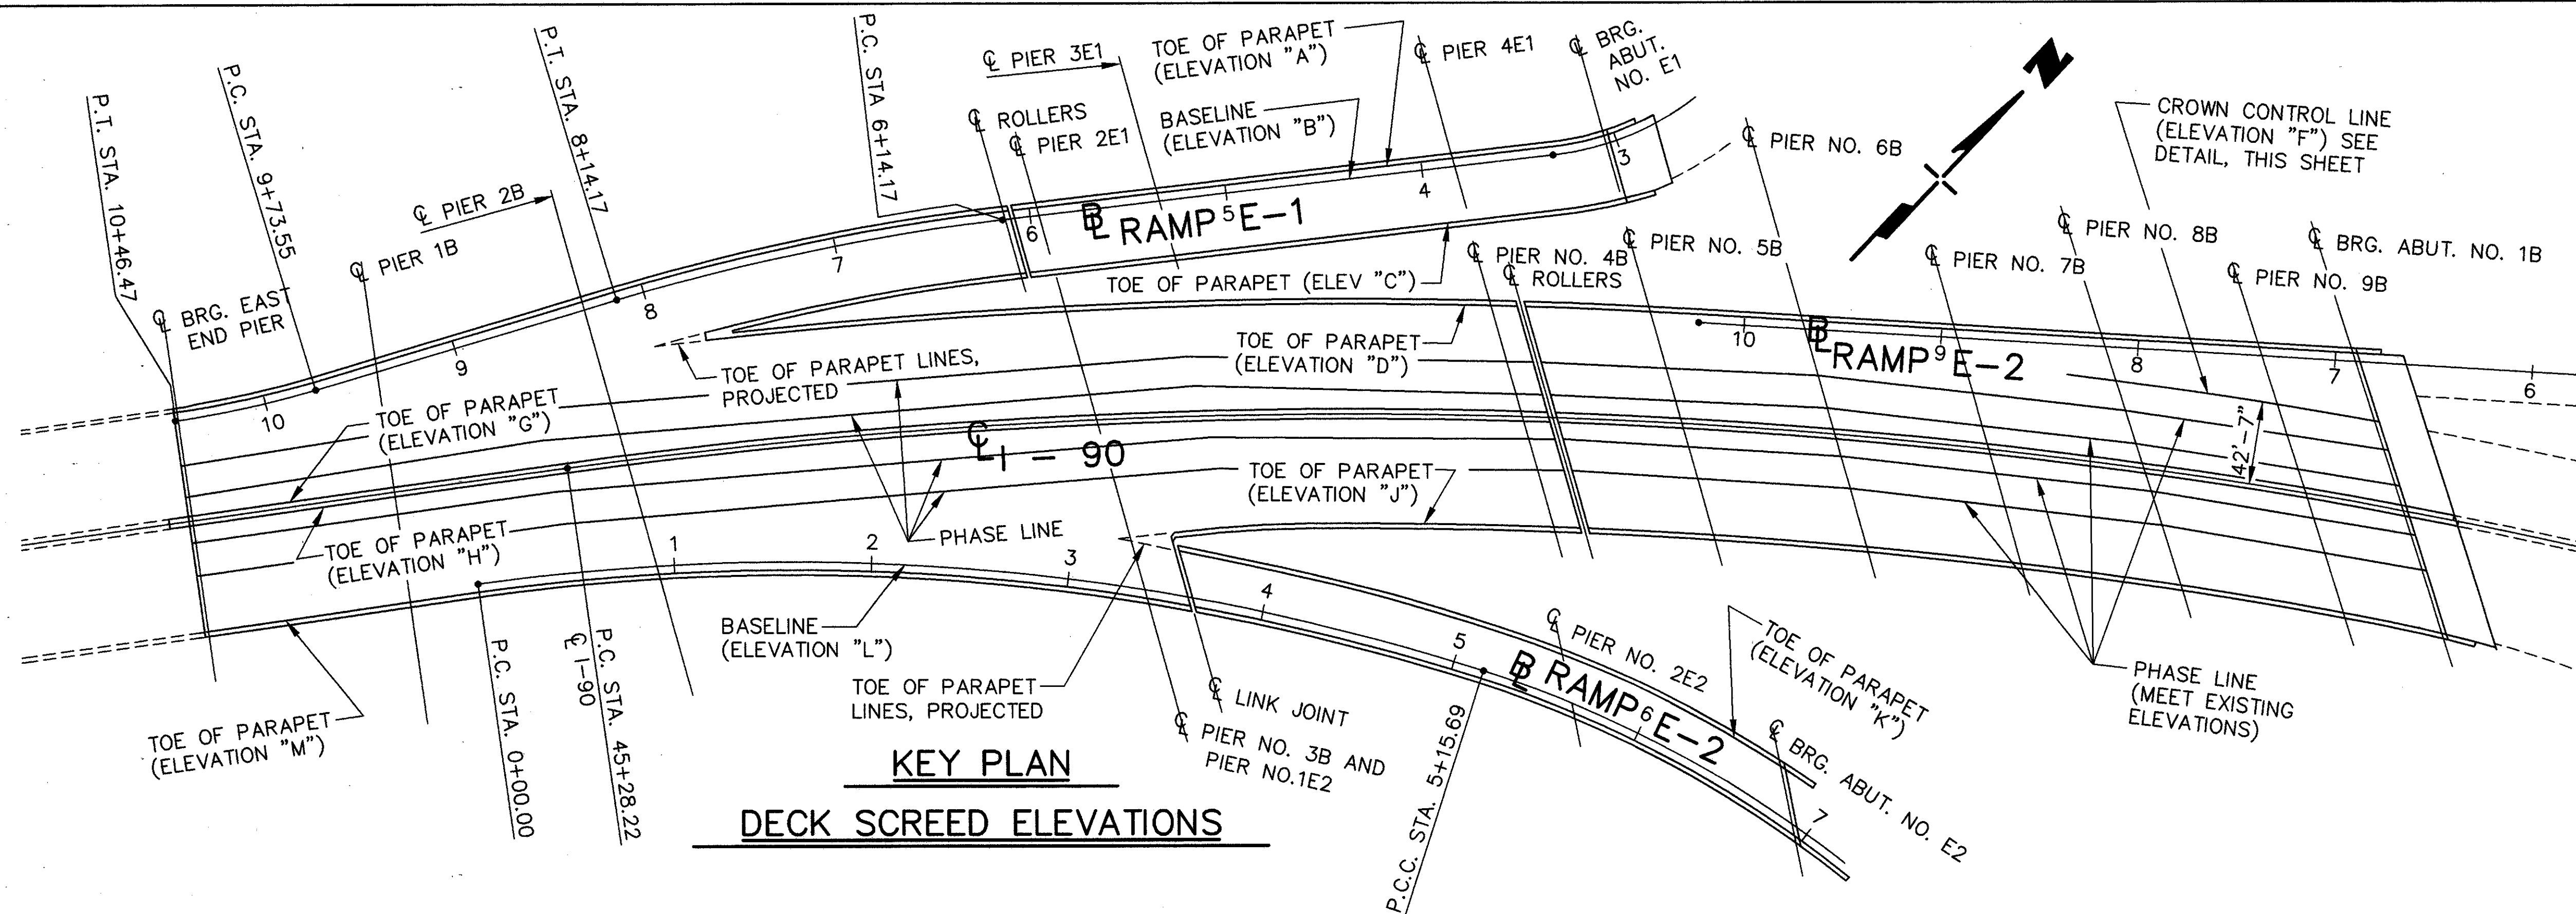 P.T. STA. 10+46.47
P.C. STA. 9+73.55
P.T. STA. 8+14.17
P.C. STA 6+14.17
℄ PIER 3E1
TOE OF PARAPET
(ELEVATION "A")
℄ PIER 4E1
℄ BRG.
ABUT.
NO. E1
℄ ROLLERS
℄ PIER 2E1
BASELINE
(ELEVATION "B")
℄ PIER NO. 6B
N
CROWN CONTROL LINE
(ELEVATION "F") SEE
DETAIL, THIS SHEET
℄ BRG. EAST
END PIER
℄ PIER 1B
℄ PIER 2B
10
9
8
7
6
5
4
3
BL RAMP E-1
TOE OF PARAPET (ELEV "C")
℄ PIER NO. 4B
℄ ROLLERS
℄ PIER NO. 5B
℄ PIER NO. 7B
℄ PIER NO. 8B
℄ PIER NO. 9B
℄ BRG. ABUT. NO. 1B
TOE OF PARAPET
(ELEVATION "G")
TOE OF PARAPET LINES,
PROJECTED
TOE OF PARAPET
(ELEVATION "D")
10
9
8
7
6
BL RAMP E-2
42'-7"
℄ I - 90
TOE OF PARAPET
(ELEVATION "J")
TOE OF PARAPET
(ELEVATION "H")
PHASE LINE
1
2
3
4
5
6
7
BASELINE
(ELEVATION "L")
TOE OF PARAPET
LINES, PROJECTED
TOE OF PARAPET
(ELEVATION "M")
P.C. STA. 0+00.00
P.C. STA. 45+28.22
℄ I-90
℄ LINK JOINT
℄ PIER NO. 3B AND
PIER NO.1E2
P.C.C. STA. 5+15.69
BL RAMP E-2
℄ PIER NO. 2E2
TOE OF PARAPET
(ELEVATION "K")
℄ BRG. ABUT. NO. E2
PHASE LINE
(MEET EXISTING
ELEVATIONS)
KEY PLAN
DECK SCREED ELEVATIONS